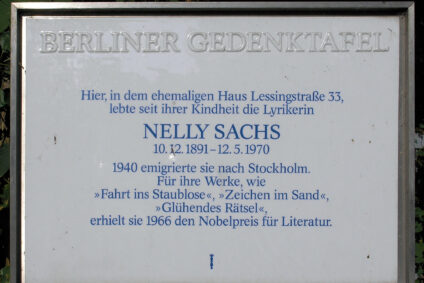 BERLINER GEDENKTAFEL
Hier, in dem ehemaligen Haus Lessingstraße 33,
lebte seit ihrer Kindheit die Lyrikerin
NELLY SACHS
10.12.1891–12.5.1970
1940 emigrierte sie nach Stockholm.
Für ihre Werke, wie
»Fahrt ins Staublose«, »Zeichen im Sand«,
»Glühendes Rätsel«,
erhielt sie 1966 den Nobelpreis für Literatur.